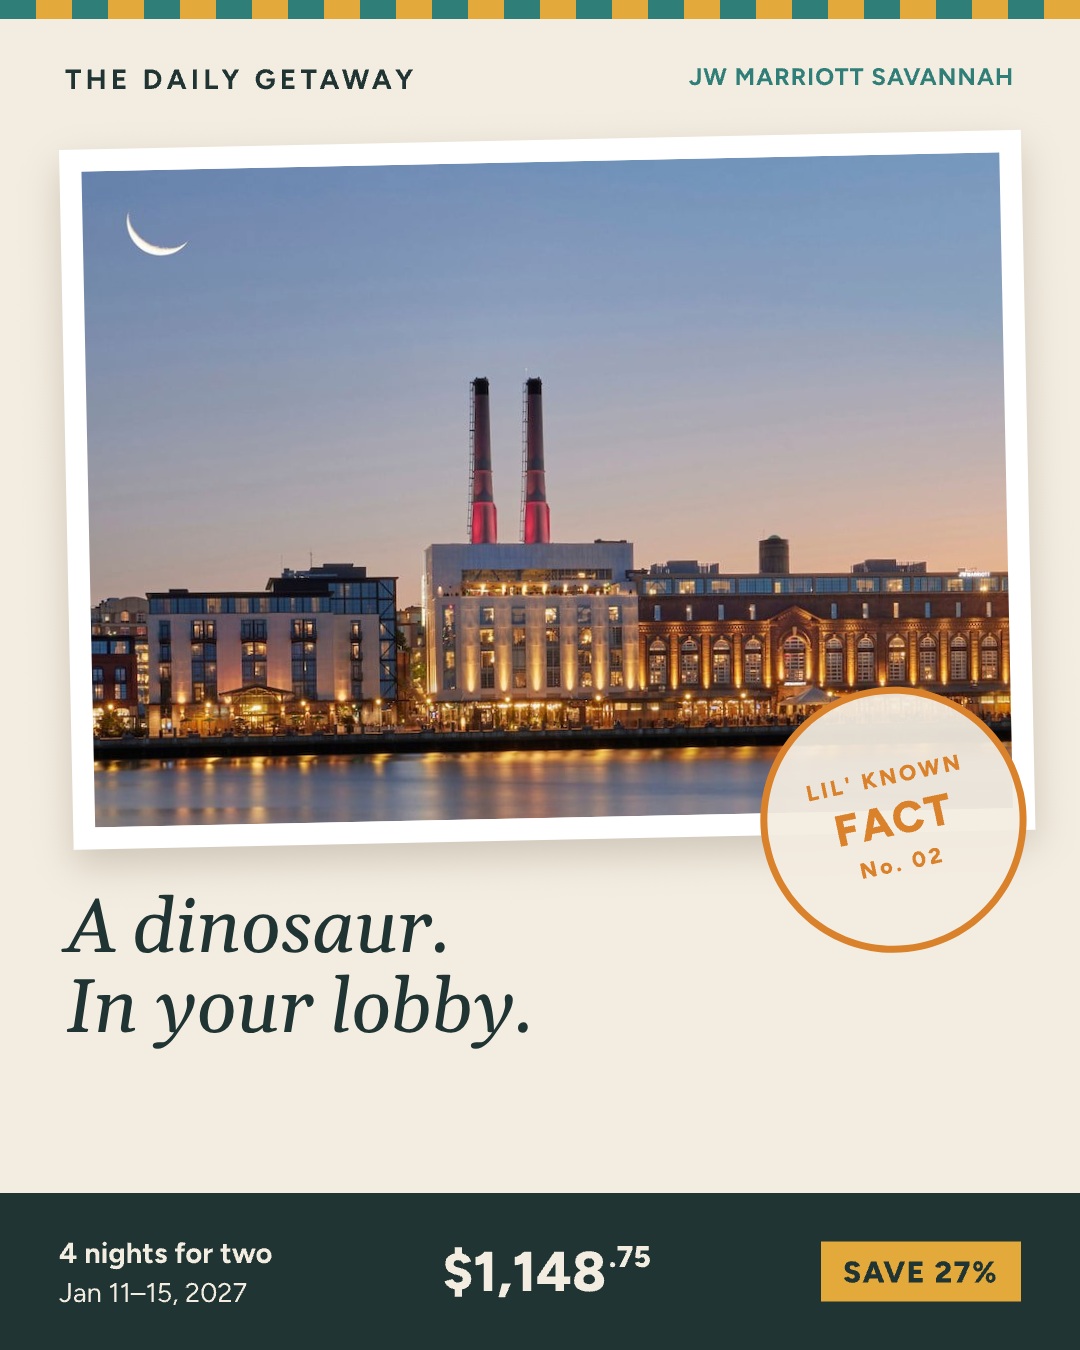 THE DAILY GETAWAY
JW MARRIOTT SAVANNAH
LIL' KNOWN
FACT
No. 02
A dinosaur.
In your lobby.
4 nights for two
Jan 11–15, 2027
$1,148.75
SAVE 27%